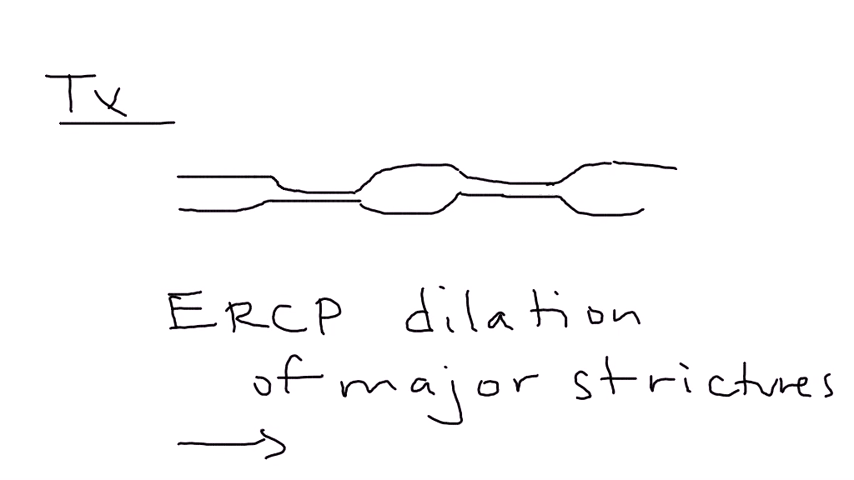 Tx
ERCP dilation
of major strictures
→